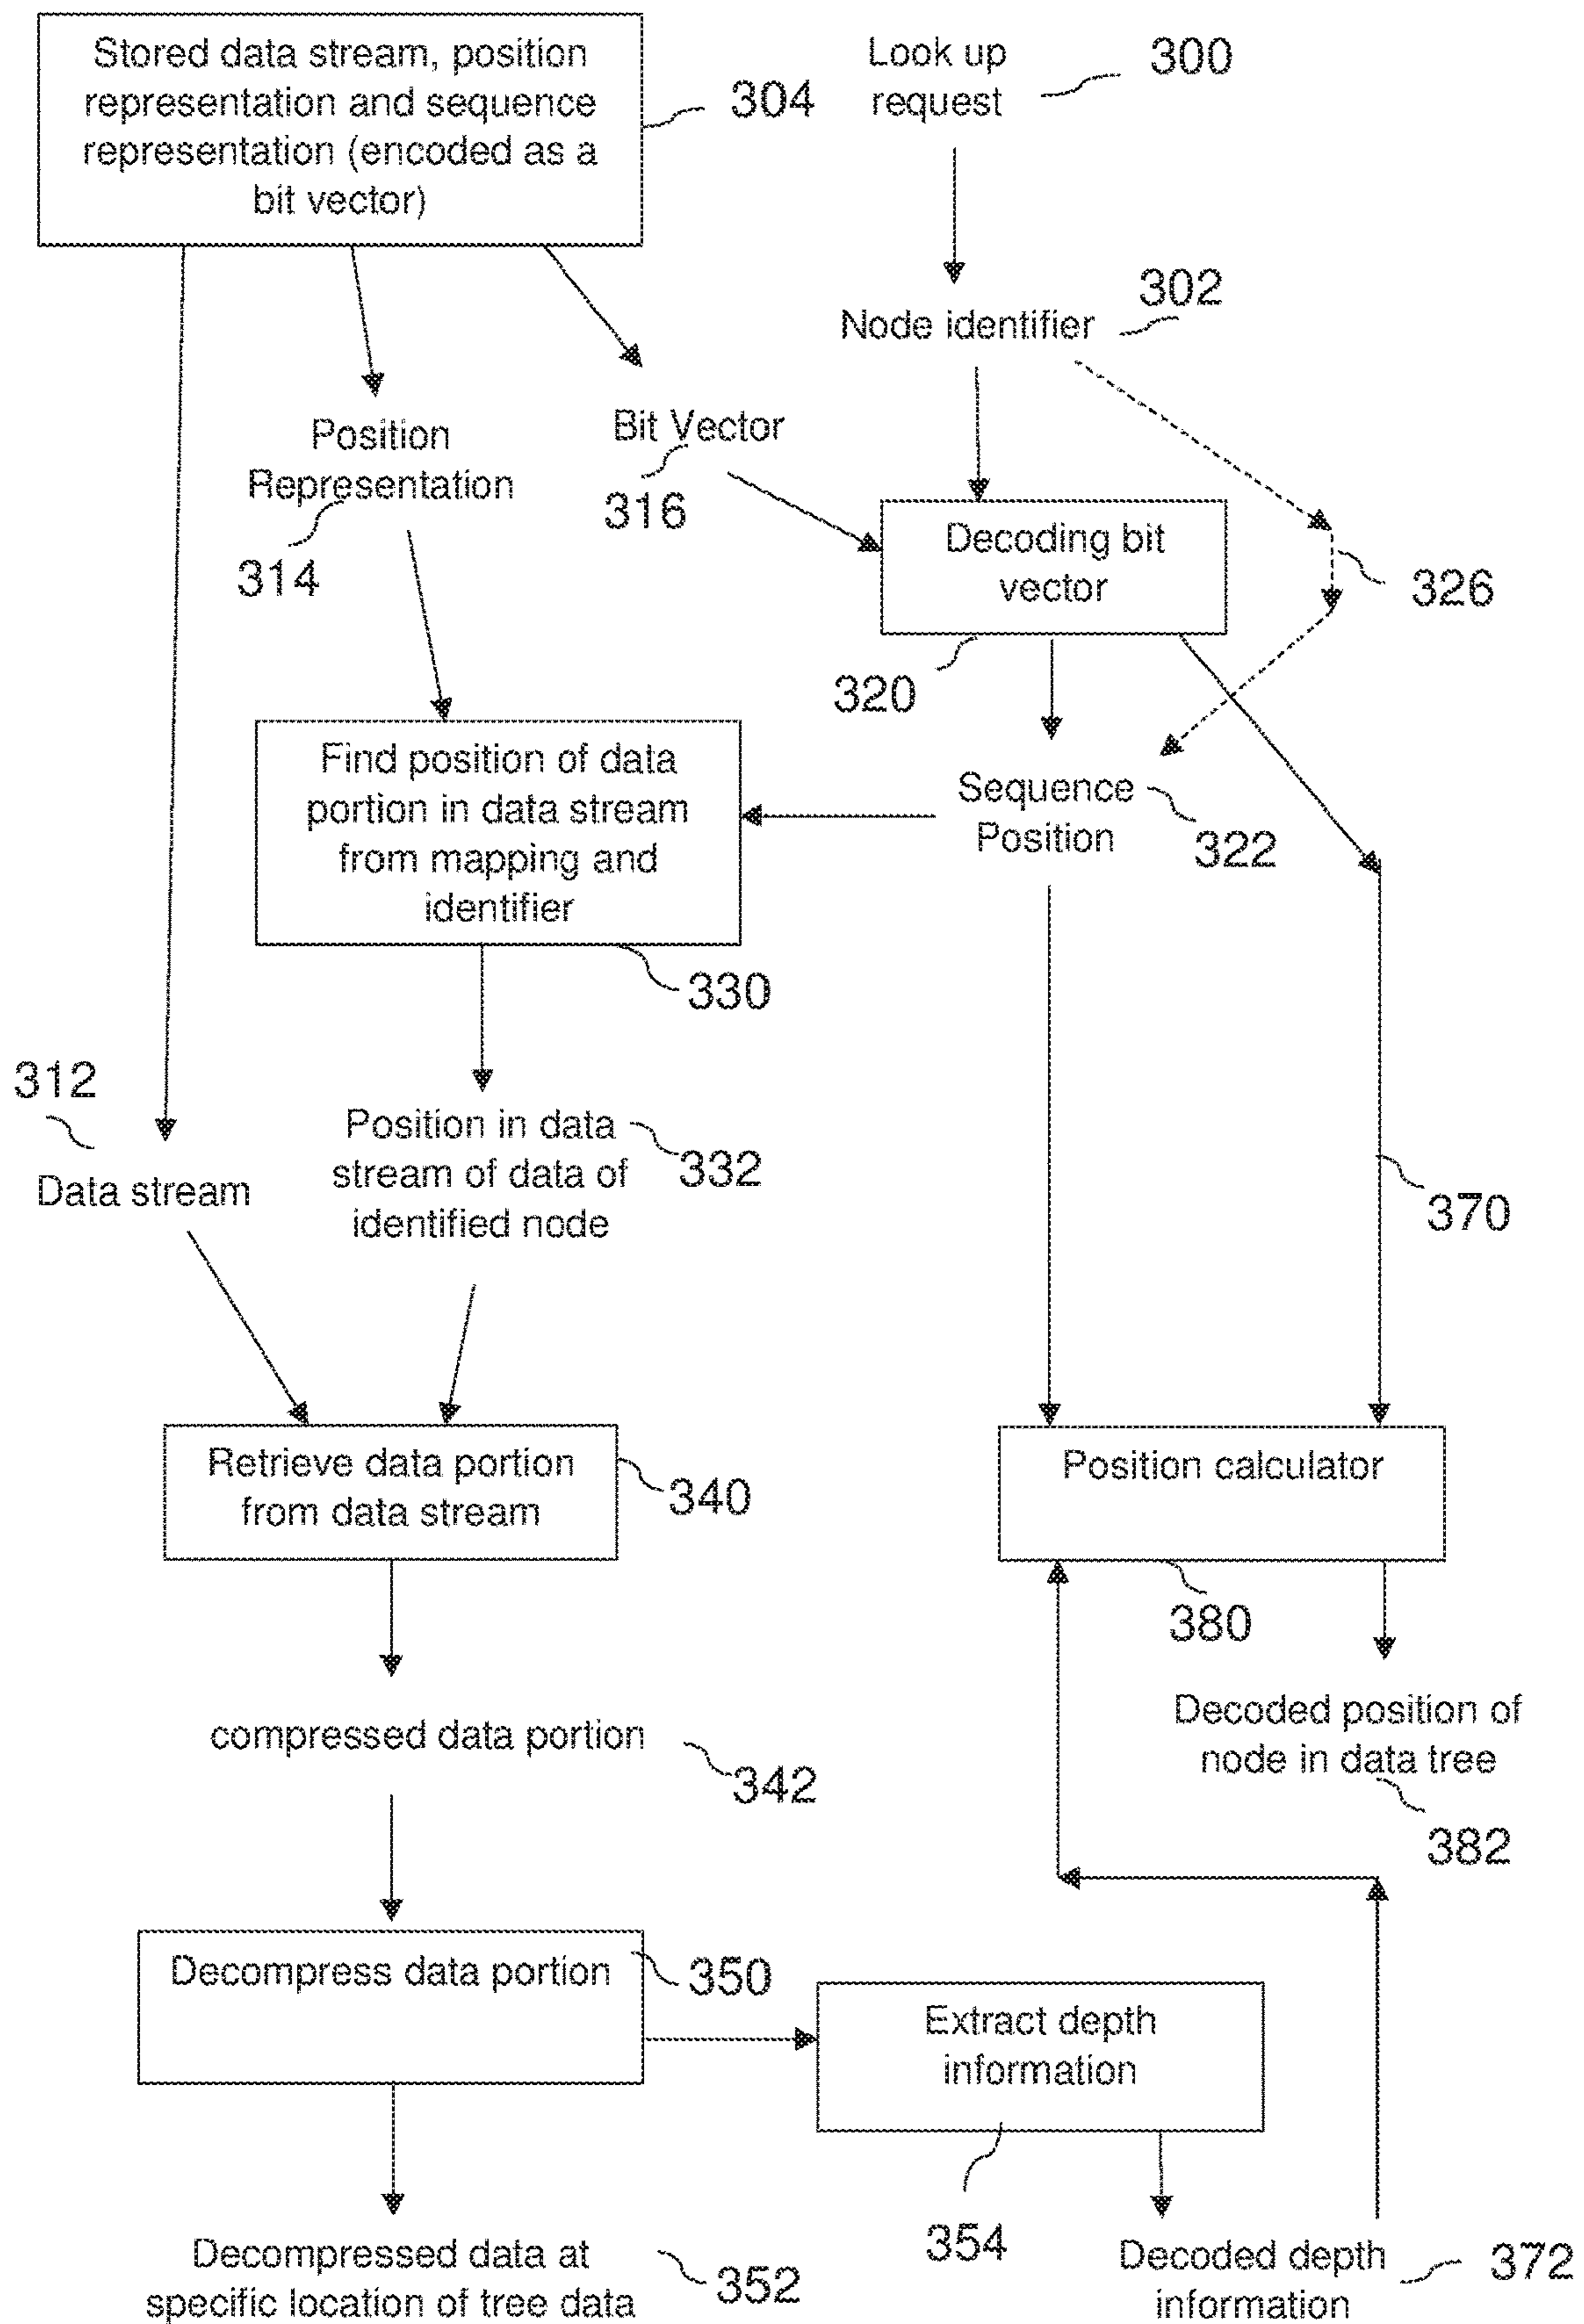 Stored data stream, position
representation and sequence
representation (encoded as a
bit vector)
304
Look up
request
300
302
Node identifier
Position
Representation
314
Bit Vector
316
Decoding bit
vector
326
320
Find position of data
portion in data stream
from mapping and
identifier
Sequence
Position
322
330
312
Data stream
Position in data
stream of data of
identified node
332
370
Retrieve data portion
from data stream
340
Position calculator
380
compressed data portion
342
Decoded position of
node in data tree
382
Decompress data portion
350
Extract depth
information
354
Decompressed data at
specific location of tree data
352
Decoded depth
information
372